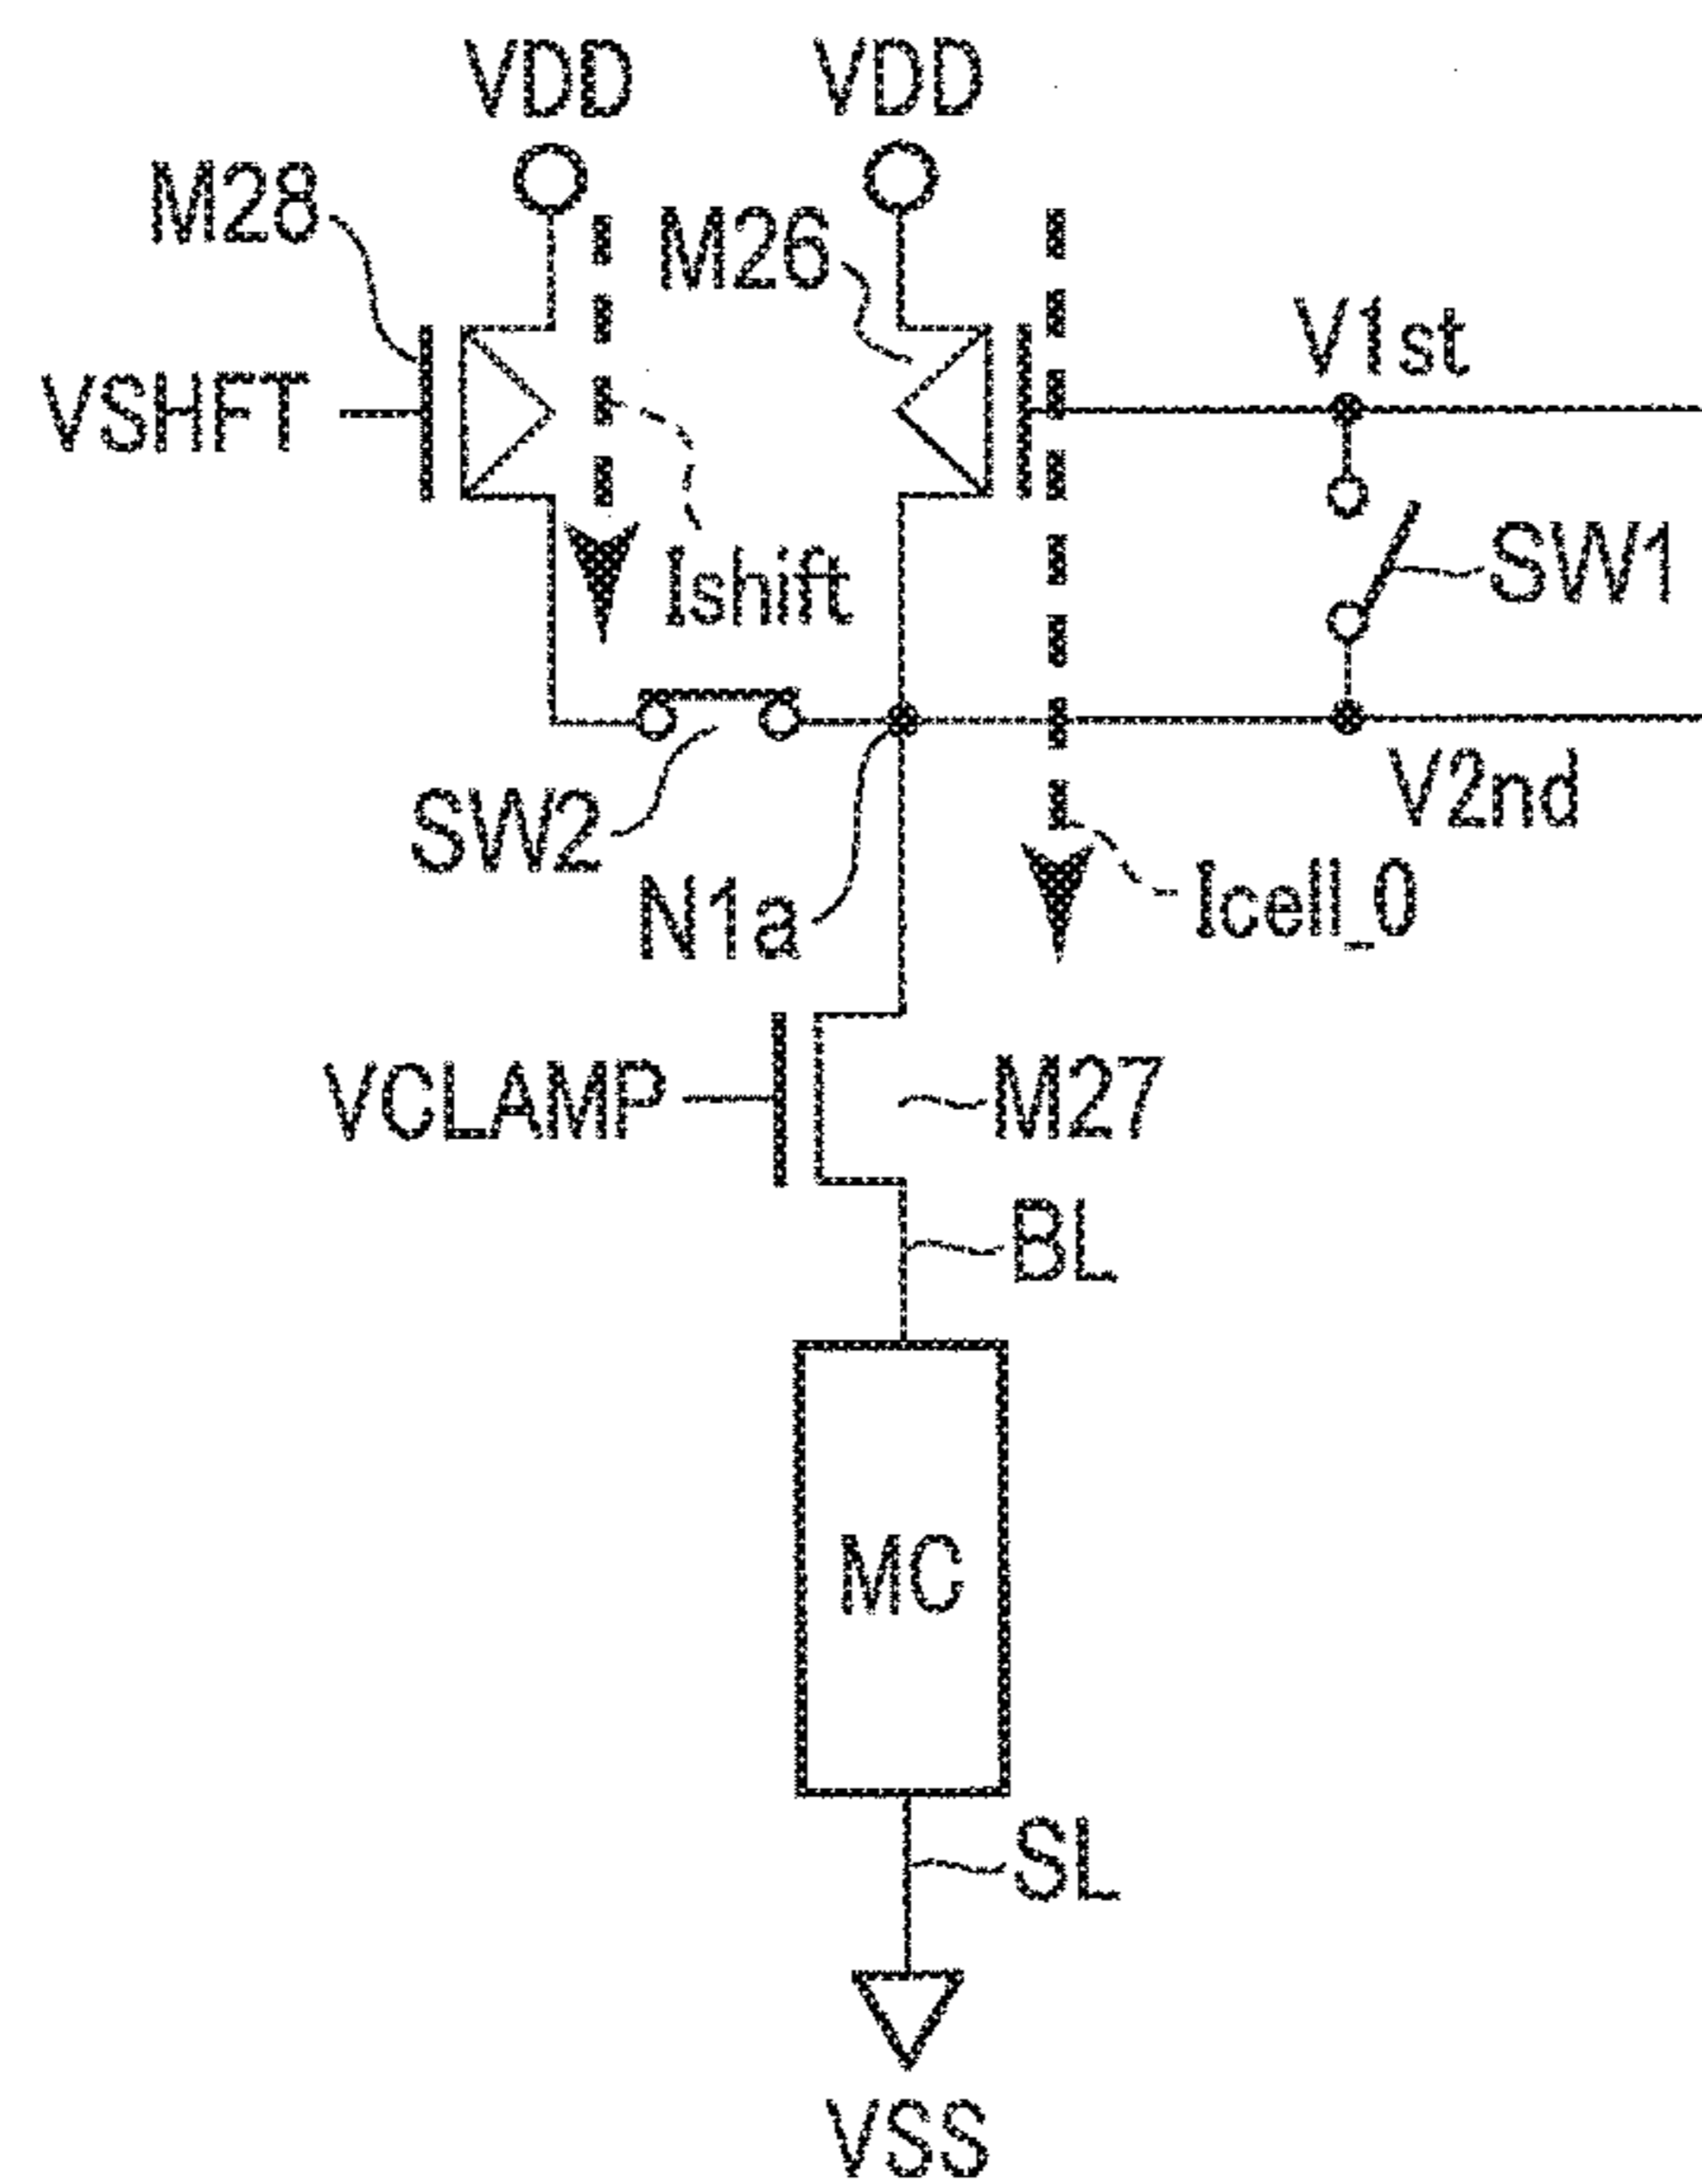 VDD VDD
M28
M26
V1st
VSHFT
Ishift
SW1
V2nd
SW2
N1a
Icell_0
VCLAMP
M27
BL
MC
SL
VSS